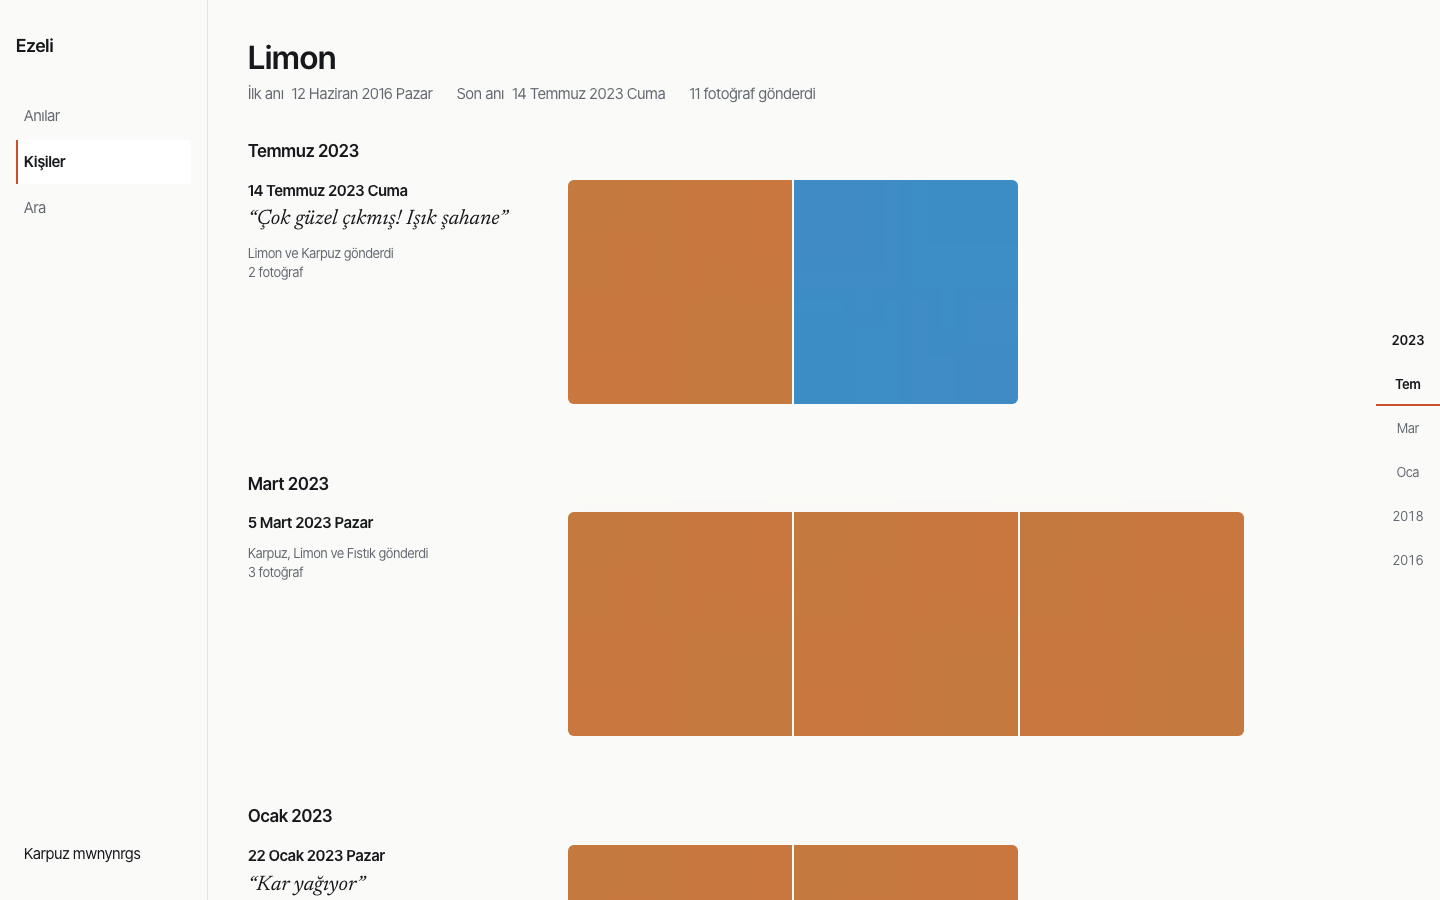 Ezeli
Anılar
Kişiler
Ara
Karpuz mwnynrgs
Limon
İlk anı 12 Haziran 2016 Pazar Son anı 14 Temmuz 2023 Cuma 11 fotoğraf gönderdi
Temmuz 2023
14 Temmuz 2023 Cuma
“Çok güzel çıkmış! Işık şahane”
Limon ve Karpuz gönderdi
2 fotoğraf
Mart 2023
5 Mart 2023 Pazar
Karpuz, Limon ve Fıstık gönderdi
3 fotoğraf
Ocak 2023
22 Ocak 2023 Pazar
“Kar yağıyor”
2023
Tem
Mar
Oca
2018
2016